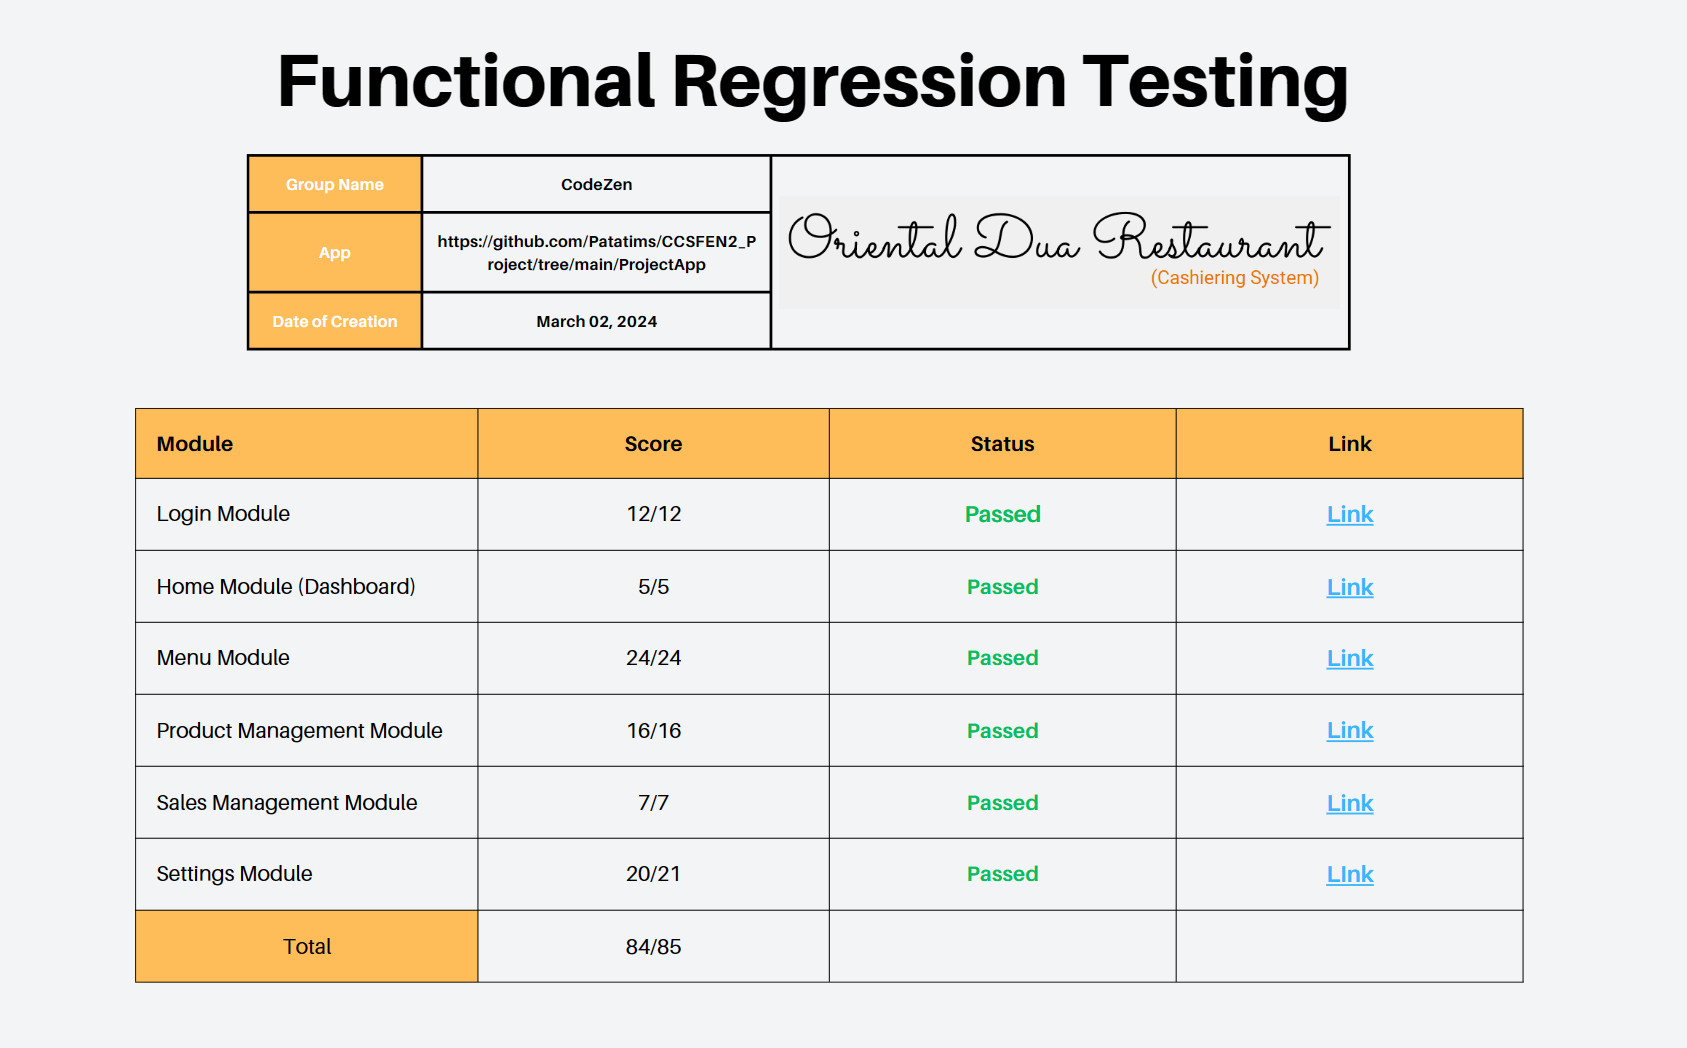 Functional Regression Testing
Group Name
CodeZen
App
https://github.com/Patatims/CCSFEN2_P
roject/tree/main/ProjectApp
Date of Creation
March 02, 2024
Oriental Dua Restaurant
(Cashiering System)
Module Score Status Link
Login Module 12/12 Passed Link
Home Module (Dashboard) 5/5 Passed Link
Menu Module 24/24 Passed Link
Product Management Module 16/16 Passed Link
Sales Management Module 7/7 Passed Link
Settings Module 20/21 Passed LInk
Total 84/85